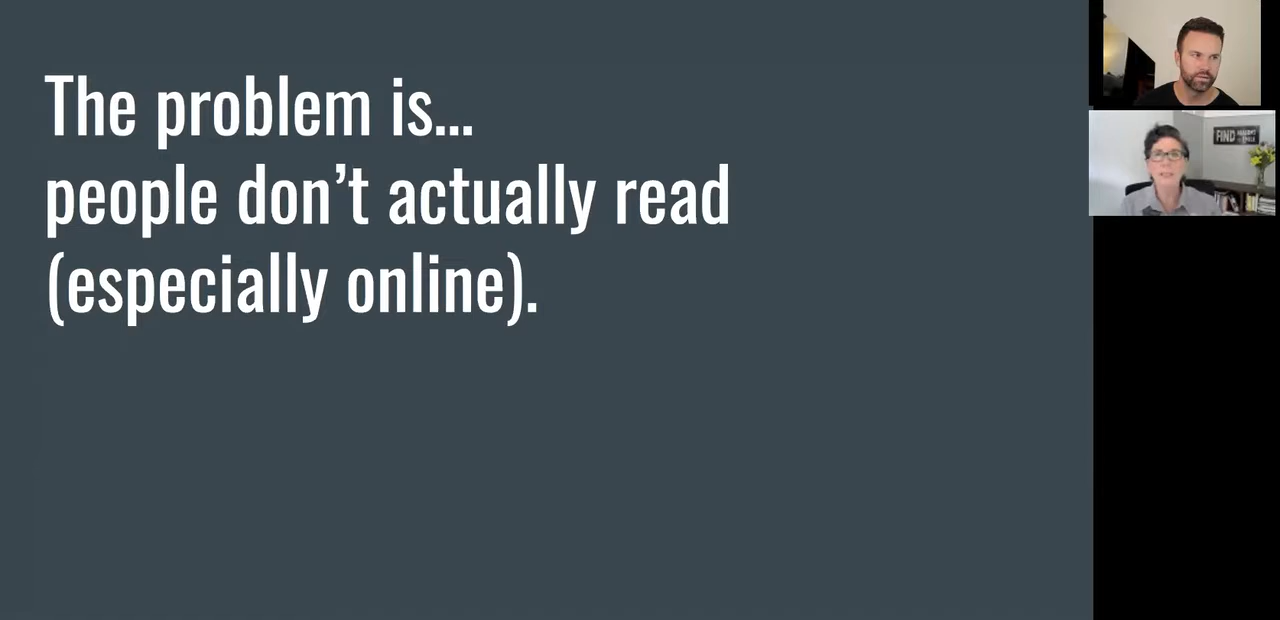 The problem is...
people don’t actually read
(especially online).
FIND